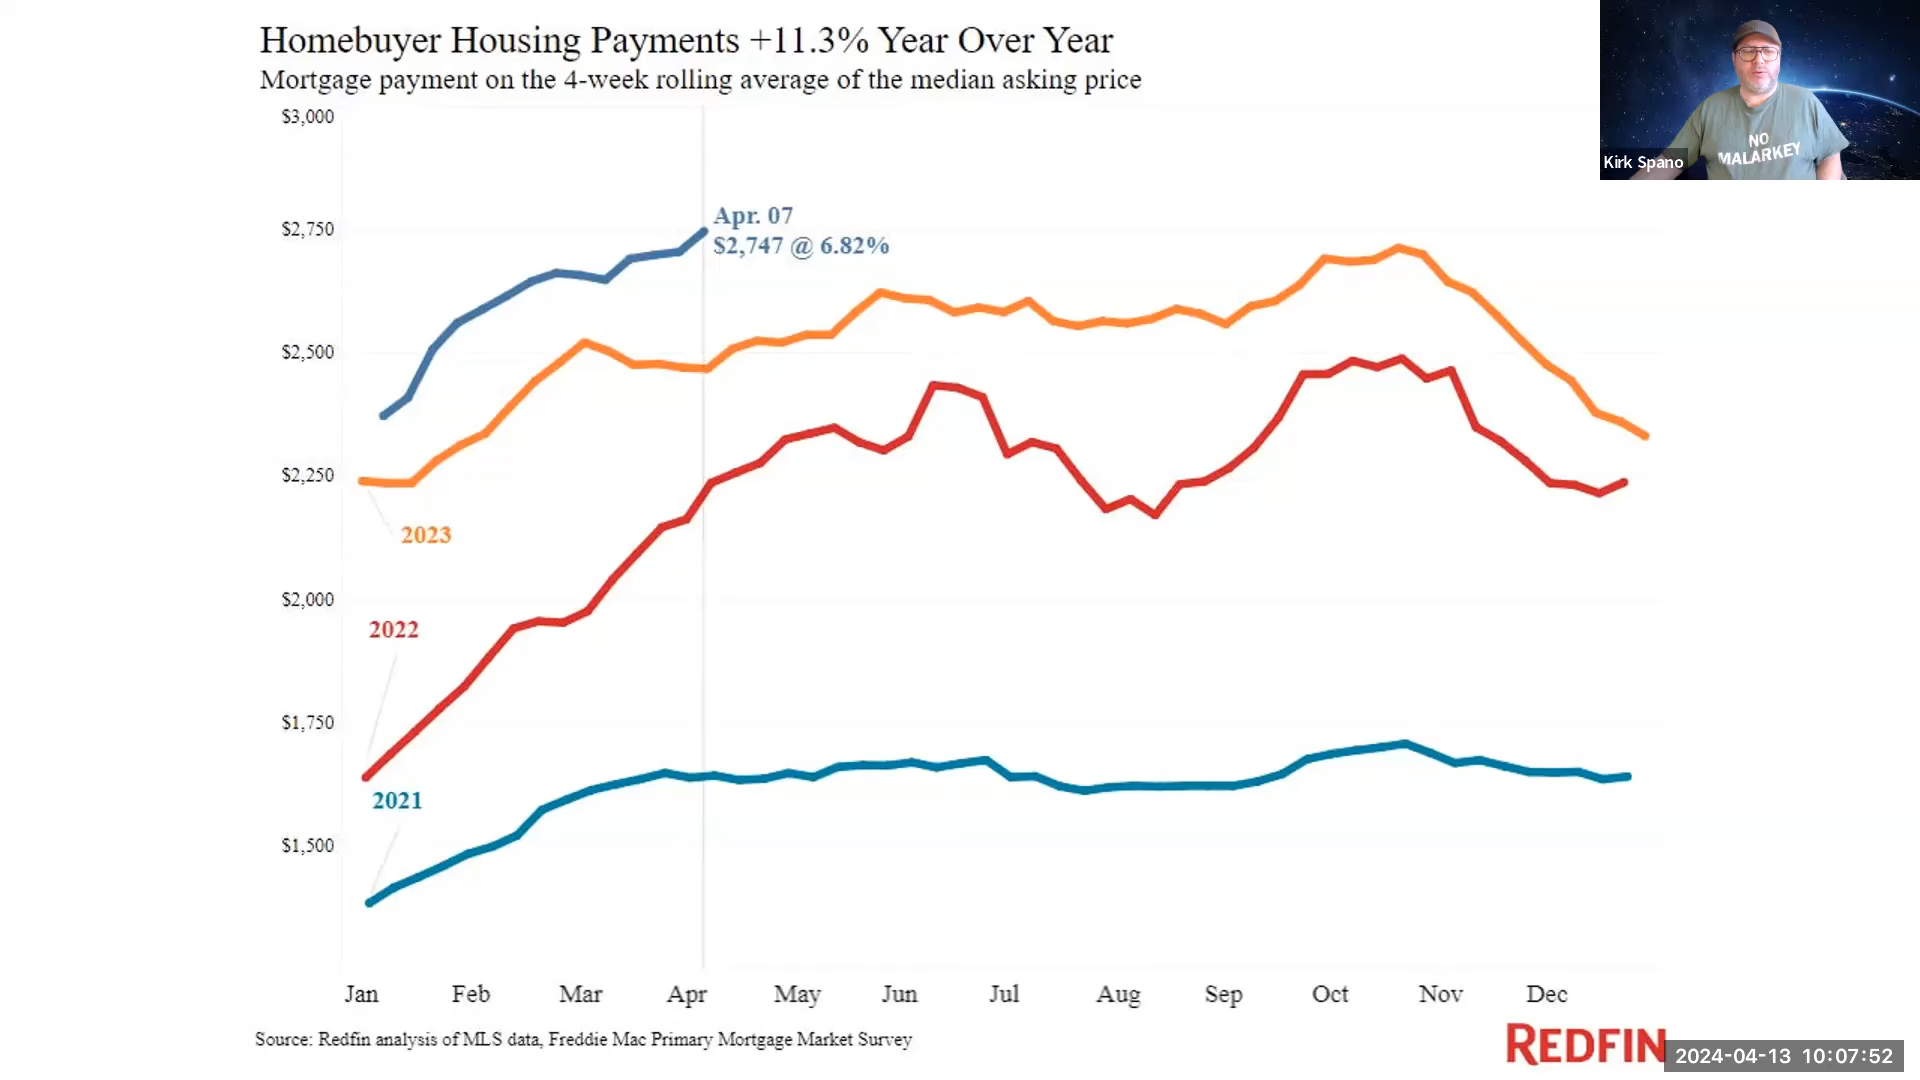 Homebuyer Housing Payments +11.3% Year Over Year
Mortgage payment on the 4-week rolling average of the median asking price
$3,000
$2,750
$2,500
$2,250
$2,000
$1,750
$1,500
Apr. 07
$2,747 @ 6.82%
2023
2022
2021
Jan Feb Mar Apr May Jun Jul Aug Sep Oct Nov Dec
Source: Redfin analysis of MLS data, Freddie Mac Primary Mortgage Market Survey
REDFIN
NO
MALARKEY
Kirk Spano
2024-04-13 10:07:52